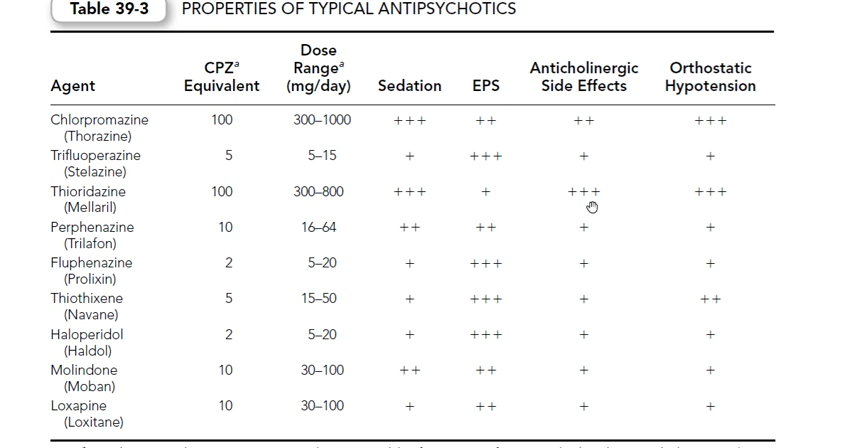 Table 39-3 PROPERTIES OF TYPICAL ANTIPSYCHOTICS
Dose
CPZa Rangea Anticholinergic Orthostatic
Agent Equivalent (mg/day) Sedation EPS Side Effects Hypotension
Chlorpromazine 100 300–1000 +++ ++ ++ +++
(Thorazine)
Trifluoperazine 5 5–15 + +++ + +
(Stelazine)
Thioridazine 100 300–800 +++ + +++ +++
(Mellaril)
Perphenazine 10 16–64 ++ ++ + +
(Trilafon)
Fluphenazine 2 5–20 + +++ + +
(Prolixin)
Thiothixene 5 15–50 + +++ + ++
(Navane)
Haloperidol 2 5–20 + +++ + +
(Haldol)
Molindone 10 30–100 ++ ++ + +
(Moban)
Loxapine 10 30–100 + ++ + +
(Loxitane)